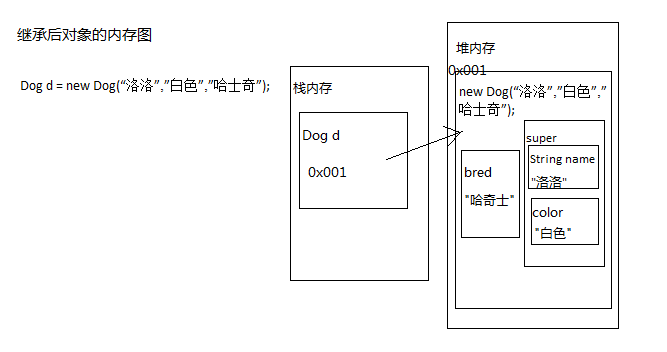 继承后对象的内存图
Dog d = new Dog(“洛洛”,”白色”,”哈士奇”);
栈内存
Dog d
0x001
堆内存
0x001
new Dog(“洛洛”,”白色”,”
哈士奇”);
bred
"哈奇士"
super
String name
"洛洛"
color
"白色"